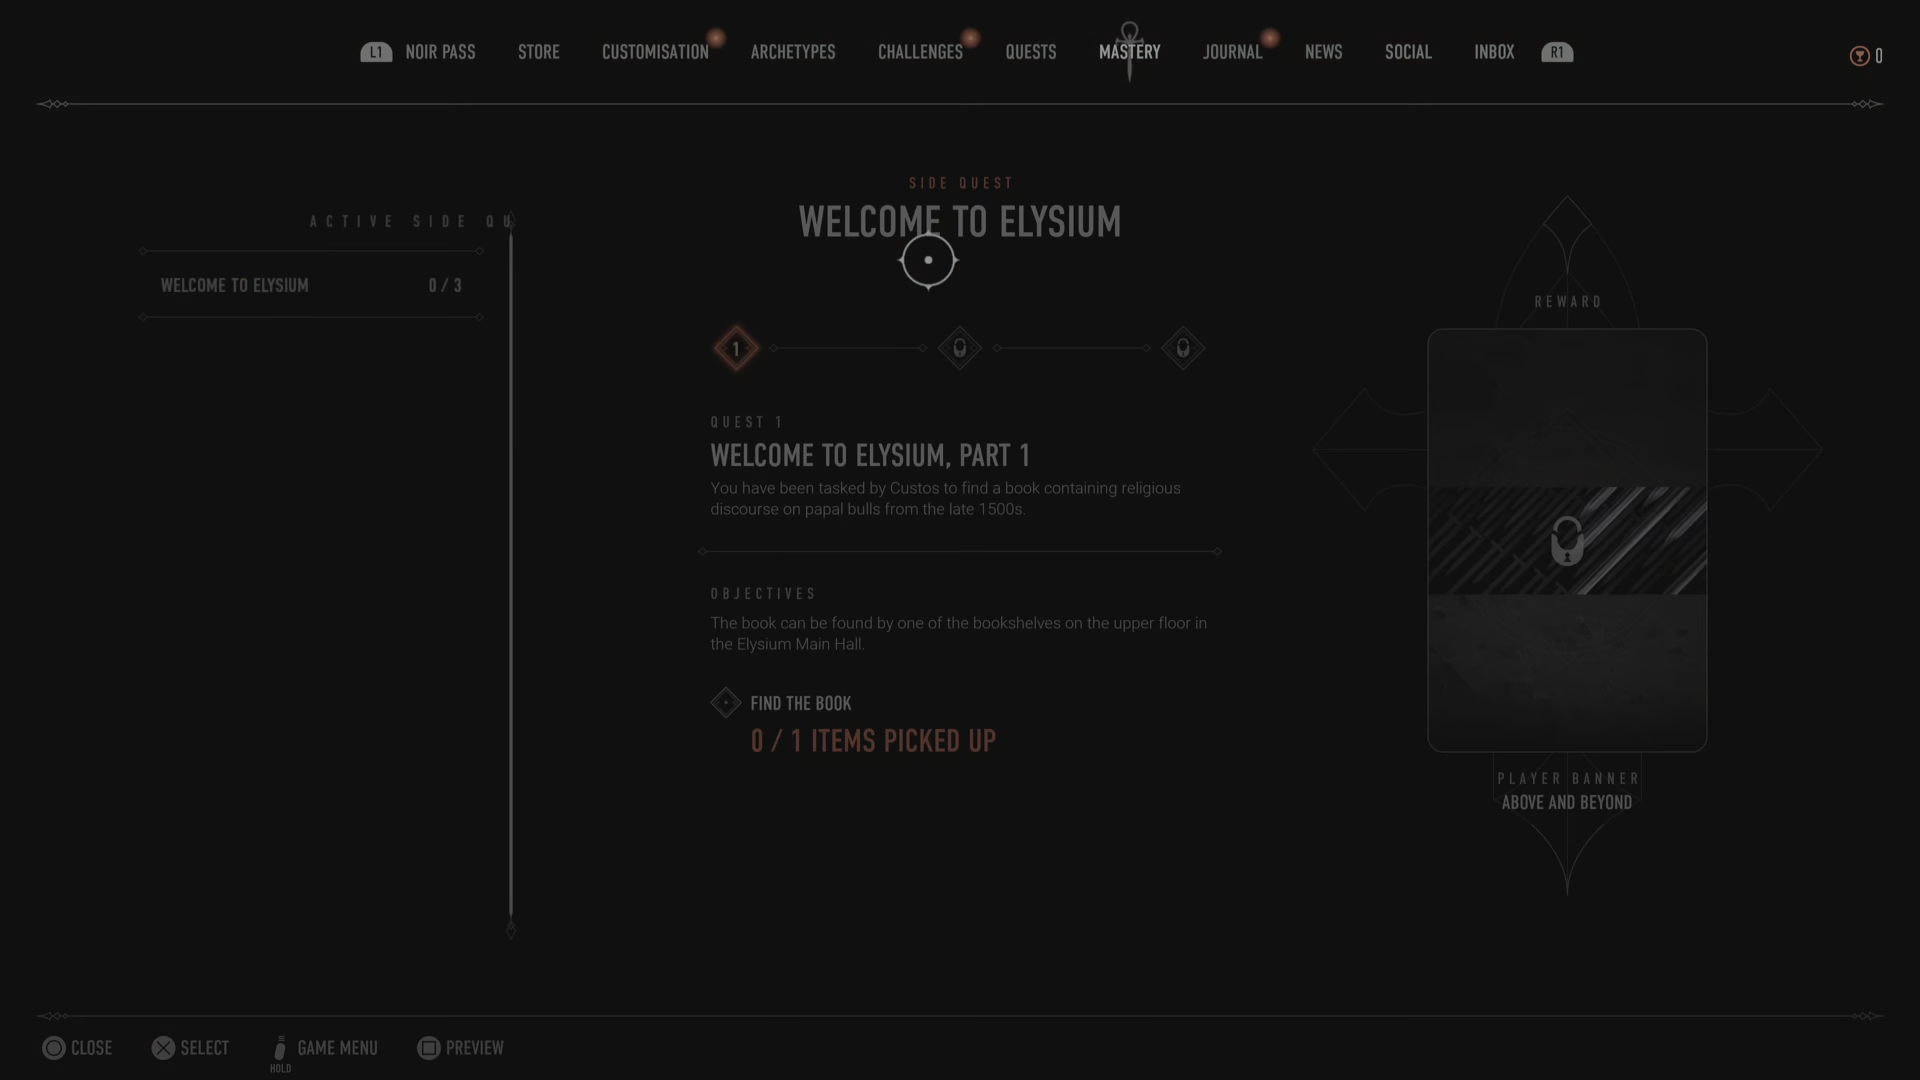 L1 NOIR PASS STORE CUSTOMISATION ARCHETYPES CHALLENGES QUESTS MASTERY JOURNAL NEWS SOCIAL INBOX R1 0
SIDE QUEST
WELCOME TO ELYSIUM
ACTIVE SIDE QU
WELCOME TO ELYSIUM 0 / 3
1
QUEST 1
WELCOME TO ELYSIUM, PART 1
You have been tasked by Custos to find a book containing religious
discourse on papal bulls from the late 1500s.
OBJECTIVES
The book can be found by one of the bookshelves on the upper floor in
the Elysium Main Hall.
FIND THE BOOK
0 / 1 ITEMS PICKED UP
REWARD
PLAYER BANNER
ABOVE AND BEYOND
CLOSE SELECT GAME MENU PREVIEW
HOLD